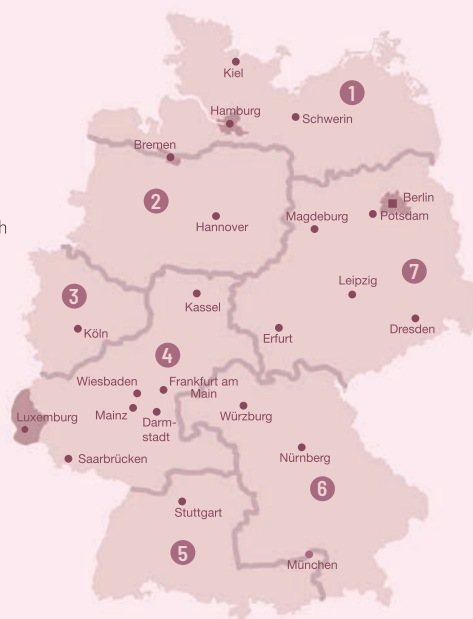 Kiel
1
Hamburg
Schwerin
Bremen
2
Berlin
Potsdam
Magdeburg
Hannover
h
7
Leipzig
3
Kassel
Köln
Erfurt
Dresden
4
Wiesbaden
Frankfurt am
Main
Mainz
Darm-
stadt
Würzburg
Luxemburg
Saarbrücken
Nürnberg
6
Stuttgart
5
München